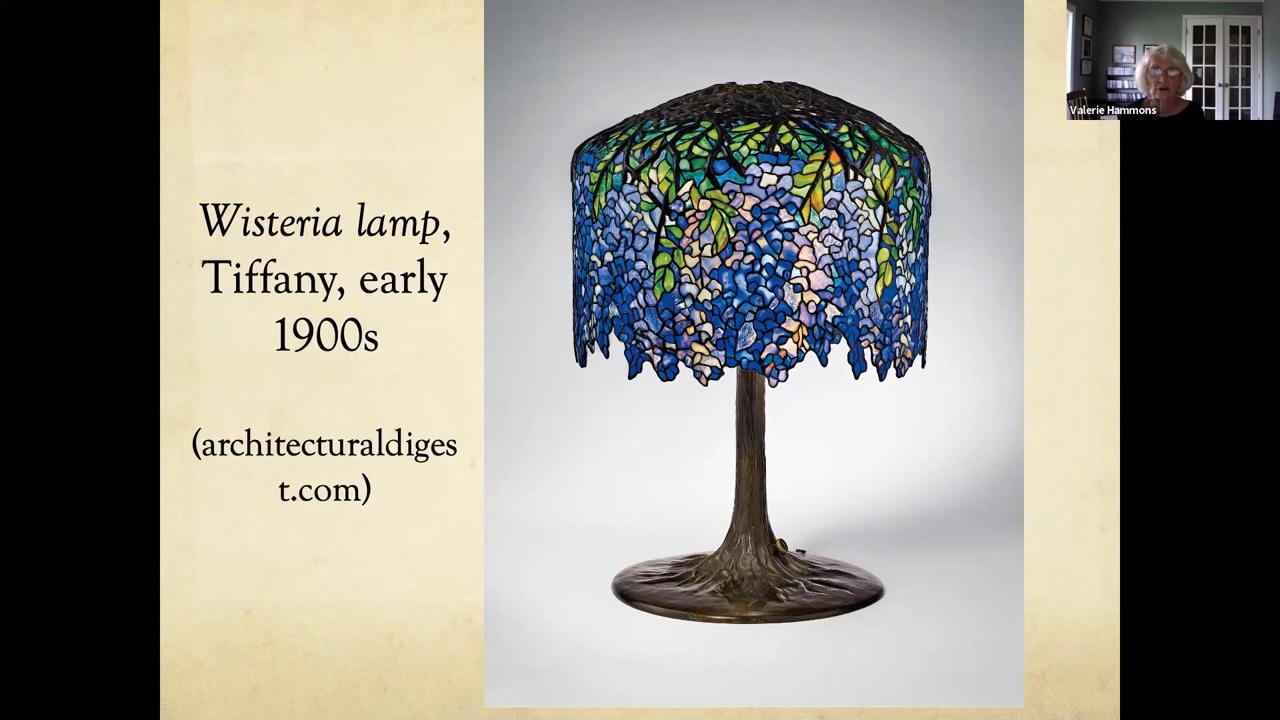 Wisteria lamp,
Tiffany, early
1900s
(architecturaldiges
t.com)
Valerie Hammons